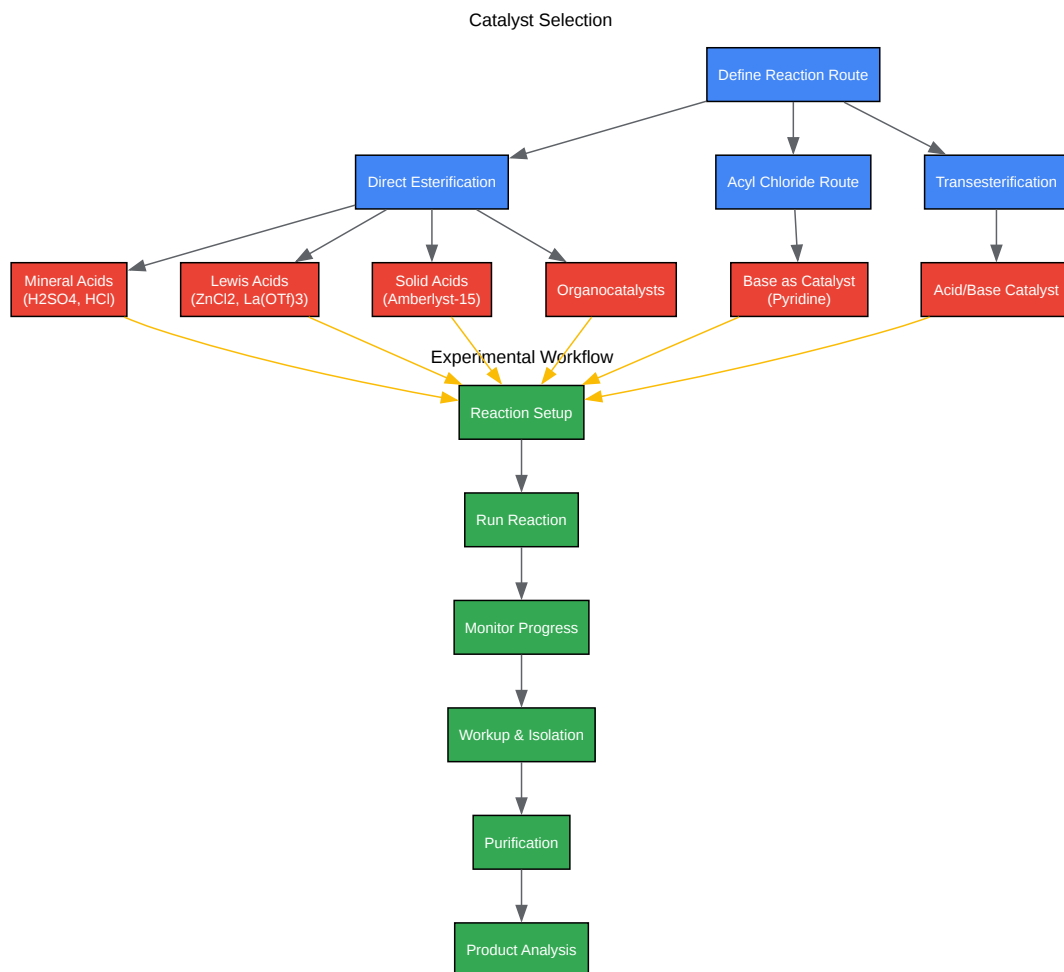 Catalyst Selection
Define Reaction Route
Direct Esterification
Acyl Chloride Route
Transesterification
Mineral Acids
(H2SO4, HCl)
Lewis Acids
(ZnCl2, La(OTf)3)
Solid Acids
(Amberlyst-15)
Organocatalysts
Base as Catalyst
(Pyridine)
Acid/Base Catalyst
Experimental Workflow
Reaction Setup
Run Reaction
Monitor Progress
Workup & Isolation
Purification
Product Analysis